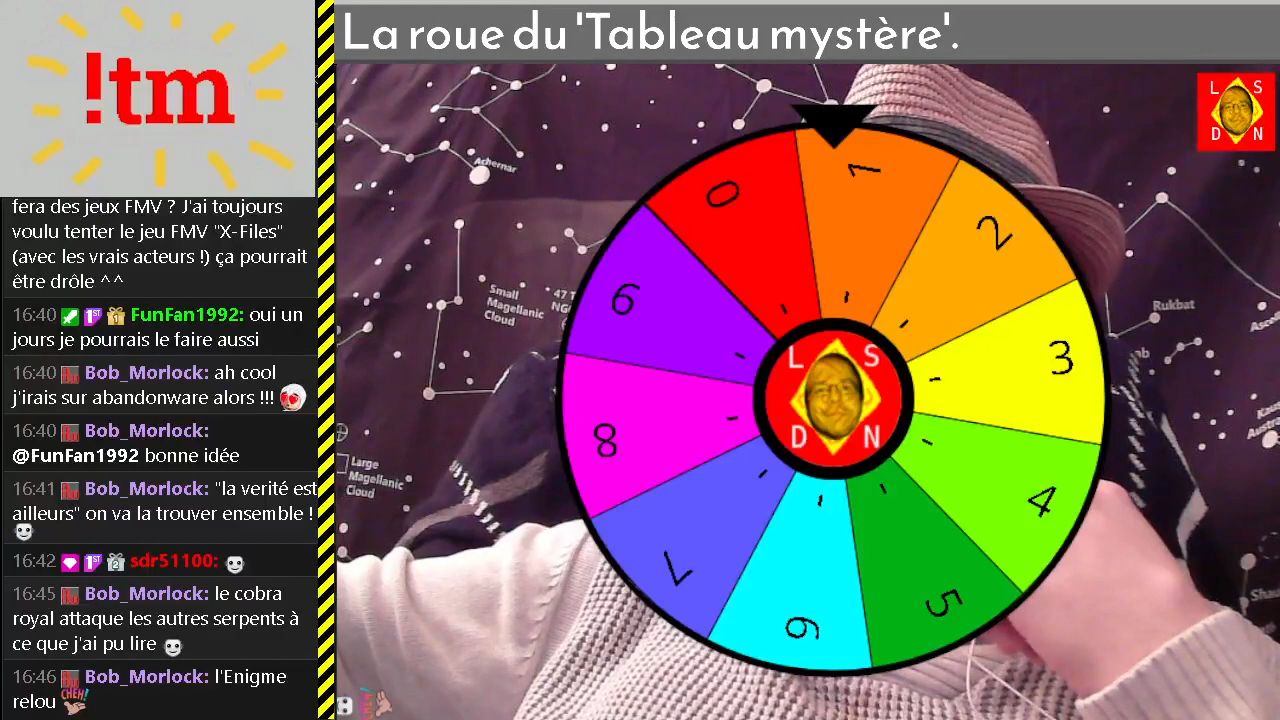 !tm
La roue du 'Tableau mystère'.
fera des jeux FMV ? J'ai toujours
voulu tenter le jeu FMV "X-Files"
(avec les vrais acteurs !) ça pourrait
être drôle ^^
16:40 FunFan1992: oui un
jours je pourrais le faire aussi
16:40 Bob_Morlock: ah cool
j'irais sur abandonware alors !!!
16:40 Bob_Morlock:
@FunFan1992 bonne idée
16:41 Bob_Morlock: "la verité est
ailleurs" on va la trouver ensemble !
16:42 sdr51100:
16:45 Bob_Morlock: le cobra
royal attaque les autres serpents à
ce que j'ai pu lire
16:46 Bob_Morlock: l'Enigme
relou CHEH!
L S
D N
Achernar
Small
Magellanic
Cloud
47 T
NG
Large
Magellanic
Cloud
Rukbat
0
1
2
3
4
5
6
7
8
9
L S
D N